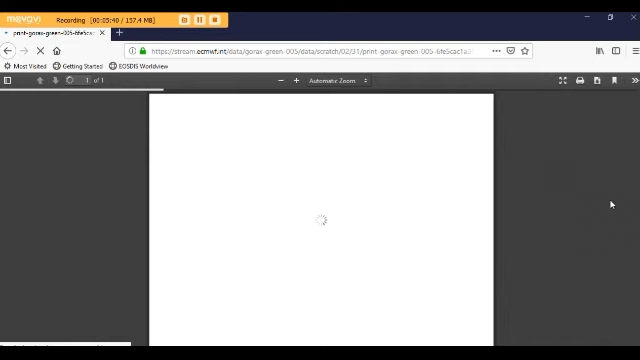 movavi Recording (00:05:40 / 157.4 MB)
print-gorax-green-005-6fe5cac1a
https://stream.ecmwf.int/data/gorax-green-005/data/scratch/02/31/print-gorax-green-005-6fe5cac1a
Most Visited Getting Started EOSDIS Worldview
1 of 1 Automatic Zoom